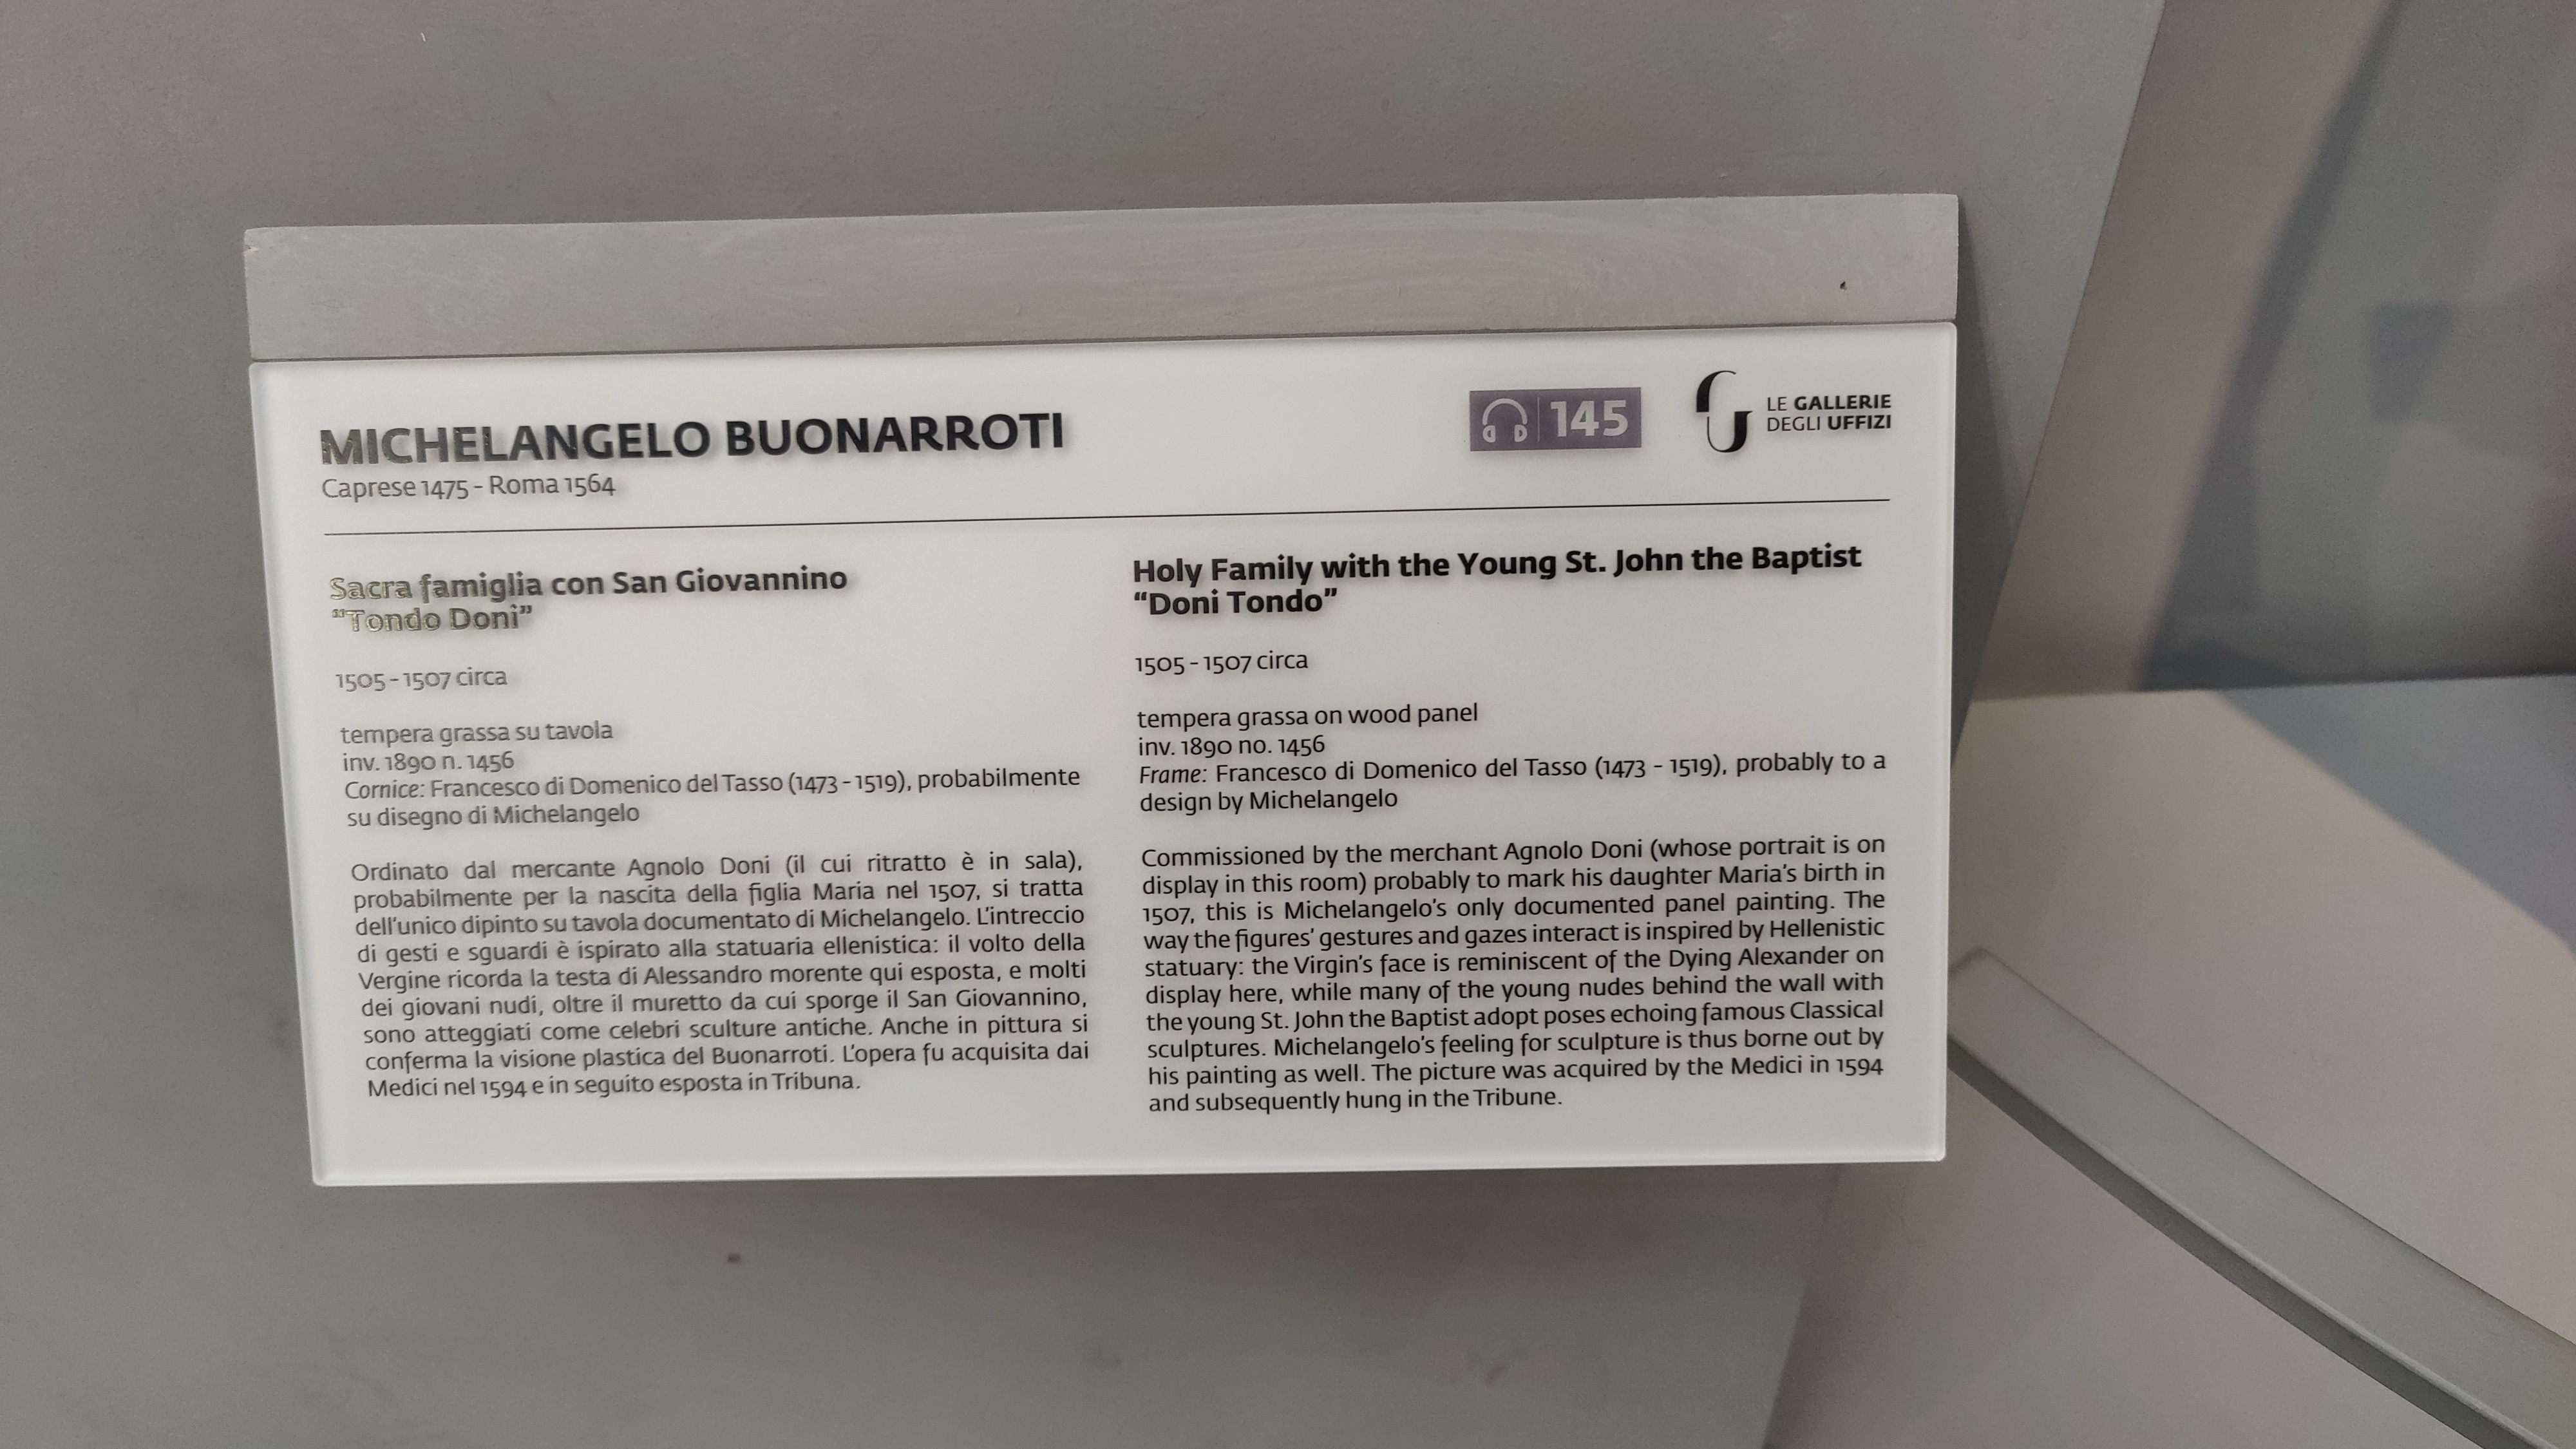 MICHELANGELO BUONARROTI
Caprese 1475 - Roma 1564
145
LE GALLERIE
DEGLI UFFIZI
Sacra famiglia con San Giovannino
“Tondo Doni”
1505 - 1507 circa
tempera grassa su tavola
inv. 1890 n. 1456
Cornice: Francesco di Domenico del Tasso (1473 - 1519), probabilmente
su disegno di Michelangelo
Ordinato dal mercante Agnolo Doni (il cui ritratto è in sala),
probabilmente per la nascita della figlia Maria nel 1507, si tratta
dell’unico dipinto su tavola documentato di Michelangelo. L’intreccio
di gesti e sguardi è ispirato alla statuaria ellenistica: il volto della
Vergine ricorda la testa di Alessandro morente qui esposta, e molti
dei giovani nudi, oltre il muretto da cui sporge il San Giovannino,
sono atteggiati come celebri sculture antiche. Anche in pittura si
conferma la visione plastica del Buonarroti. L’opera fu acquisita dai
Medici nel 1594 e in seguito esposta in Tribuna.
Holy Family with the Young St. John the Baptist
“Doni Tondo”
1505 - 1507 circa
tempera grassa on wood panel
inv. 1890 no. 1456
Frame: Francesco di Domenico del Tasso (1473 - 1519), probably to a
design by Michelangelo
Commissioned by the merchant Agnolo Doni (whose portrait is on
display in this room) probably to mark his daughter Maria’s birth in
1507, this is Michelangelo’s only documented panel painting. The
way the figures’ gestures and gazes interact is inspired by Hellenistic
statuary: the Virgin’s face is reminiscent of the Dying Alexander on
display here, while many of the young nudes behind the wall with
the young St. John the Baptist adopt poses echoing famous Classical
sculptures. Michelangelo’s feeling for sculpture is thus borne out by
his painting as well. The picture was acquired by the Medici in 1594
and subsequently hung in the Tribune.